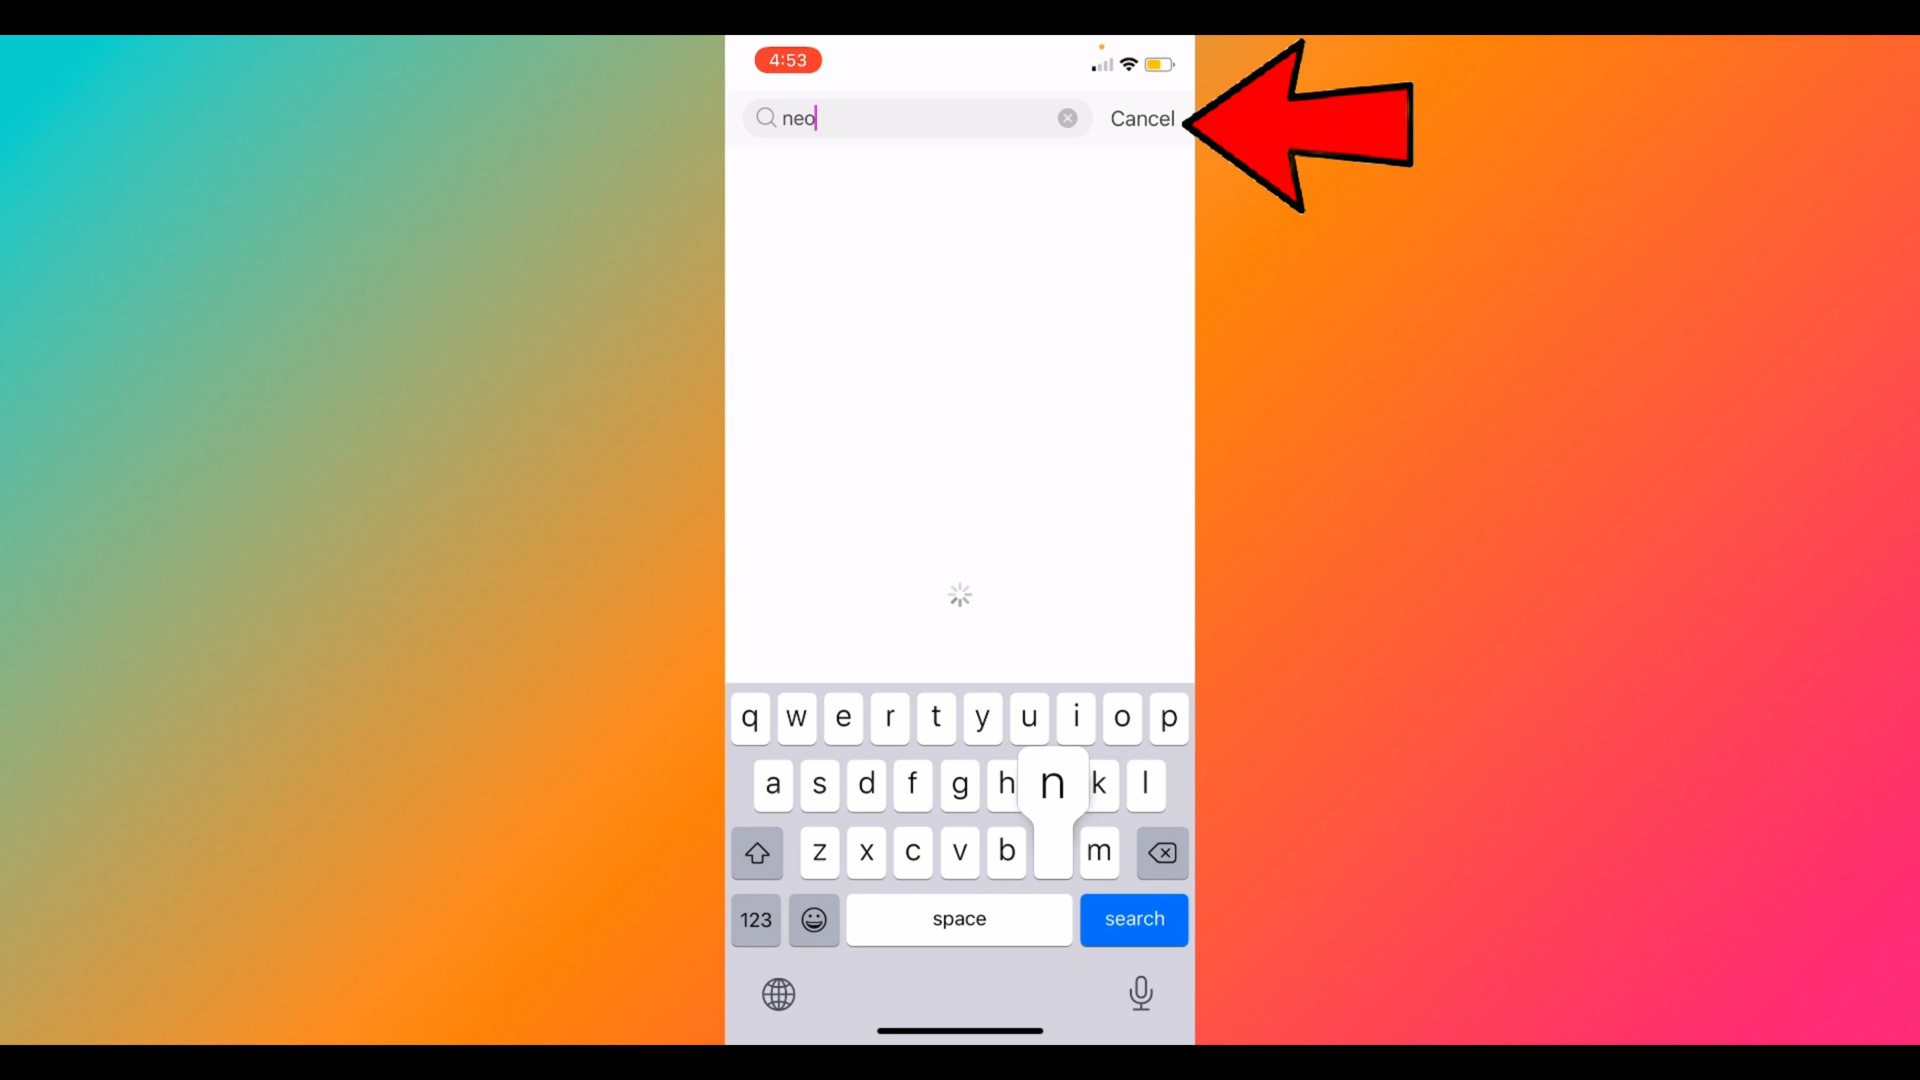 4:53
neo
Cancel
q w e r t y u i o p
a s d f g h n k l
z x c v b m
123 space search